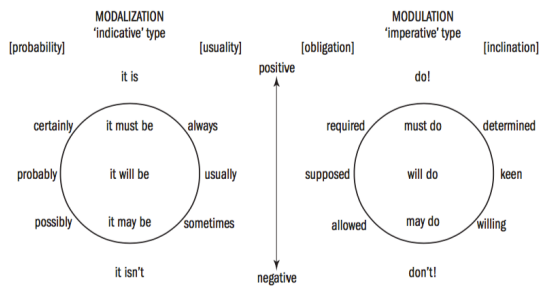 MODALIZATION
'indicative' type
[probability]
[usuality]
it is
certainly
it must be
always
probably
it will be
usually
possibly
it may be
sometimes
it isn't
positive
negative
MODULATION
'imperative' type
[obligation]
[inclination]
do!
required
must do
determined
supposed
will do
keen
allowed
may do
willing
don't!